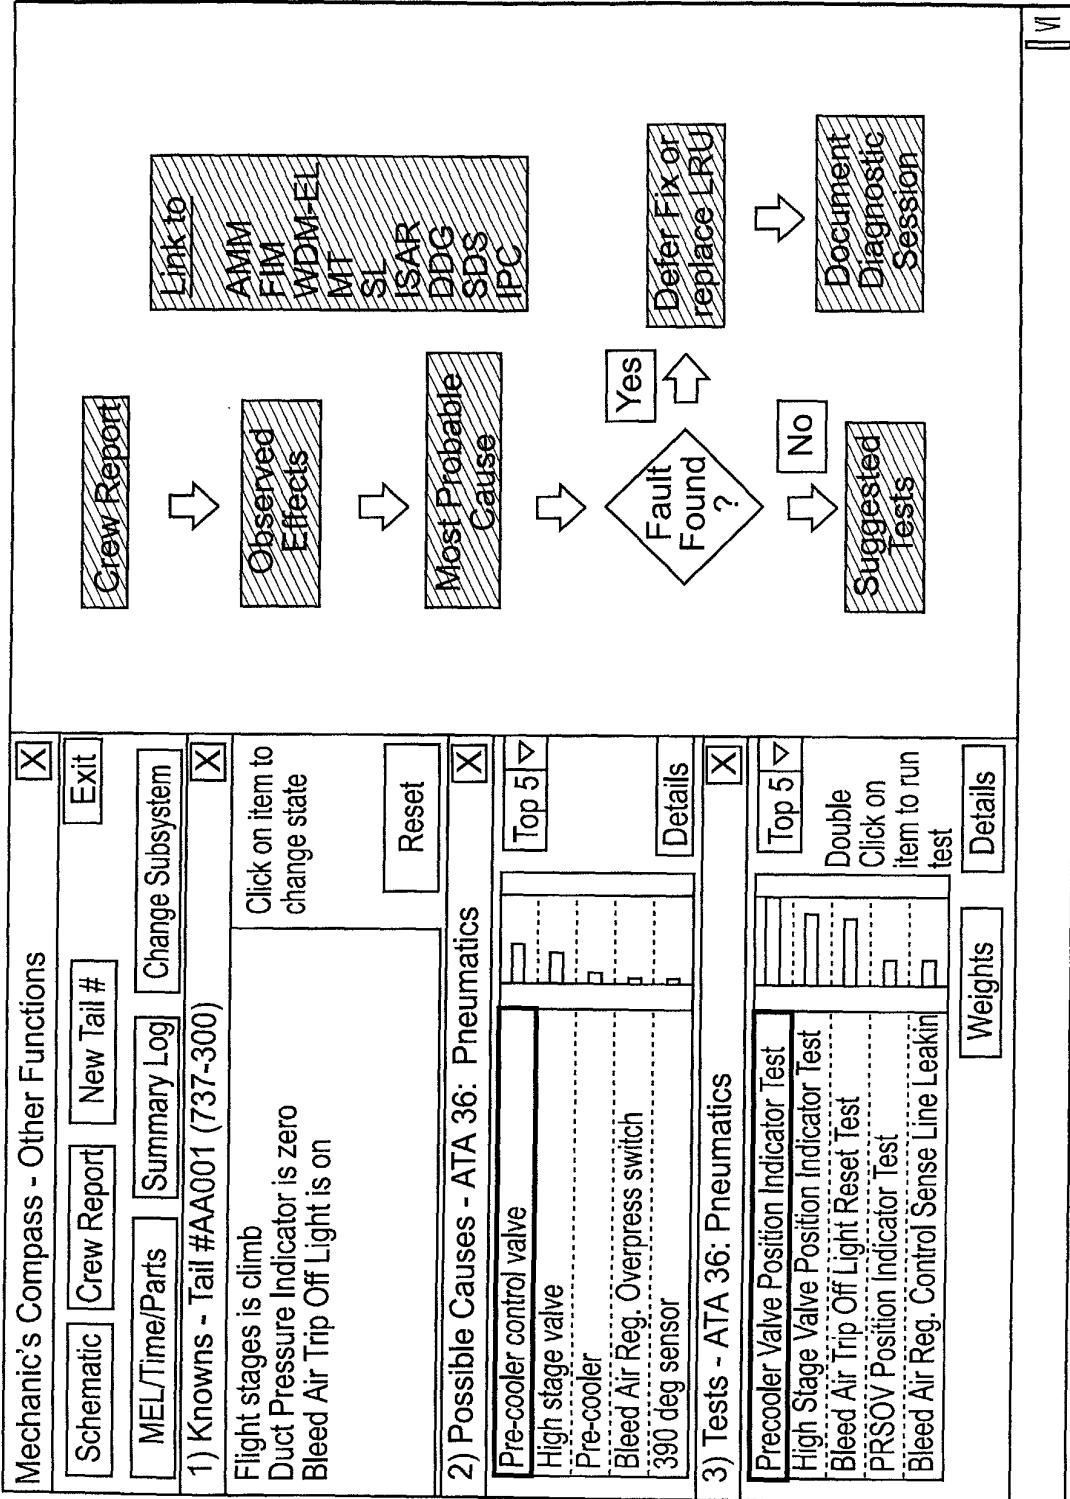 Mechanic's Compass - Other Functions
X
Schematic
Crew Report
New Tail #
Exit
MEL/Time/Parts
Summary Log
Change Subsystem
1) Knowns - Tail #AA001 (737-300)
X
Flight stages is climb
Duct Pressure Indicator is zero
Bleed Air Trip Off Light is on
Click on item to
change state
Reset
2) Possible Causes - ATA 36: Pneumatics
X
Pre-cooler control valve
High stage valve
Pre-cooler
Bleed Air Reg. Overpress switch
390 deg sensor
Top 5
Details
3) Tests - ATA 36: Pneumatics
X
Precooler Valve Position Indicator Test
High Stage Valve Position Indicator Test
Bleed Air Trip Off Light Reset Test
PRSOV Position Indicator Test
Bleed Air Reg. Control Sense Line Leakin
Top 5
Double
Click on
item to run
test
Weights
Details
Crew Report
Observed
Effects
Most Probable
Cause
Fault
Found
?
Yes
No
Suggested
Tests
Link to
AMM
FIM
WDM-EL
MT
SL
ISAR
DDG
SDS
IPC
Defer Fix or
replace LRU
Document
Diagnostic
Session